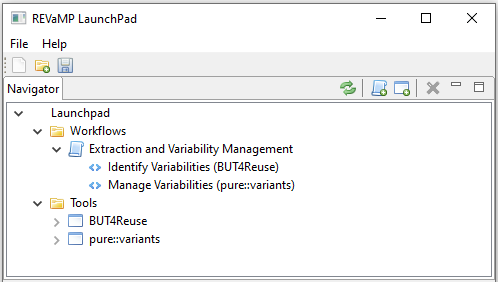 REVaMP LaunchPad
File Help
Navigator
Launchpad
Workflows
Extraction and Variability Management
Identify Variabilities (BUT4Reuse)
Manage Variabilities (pure::variants)
Tools
BUT4Reuse
pure::variants